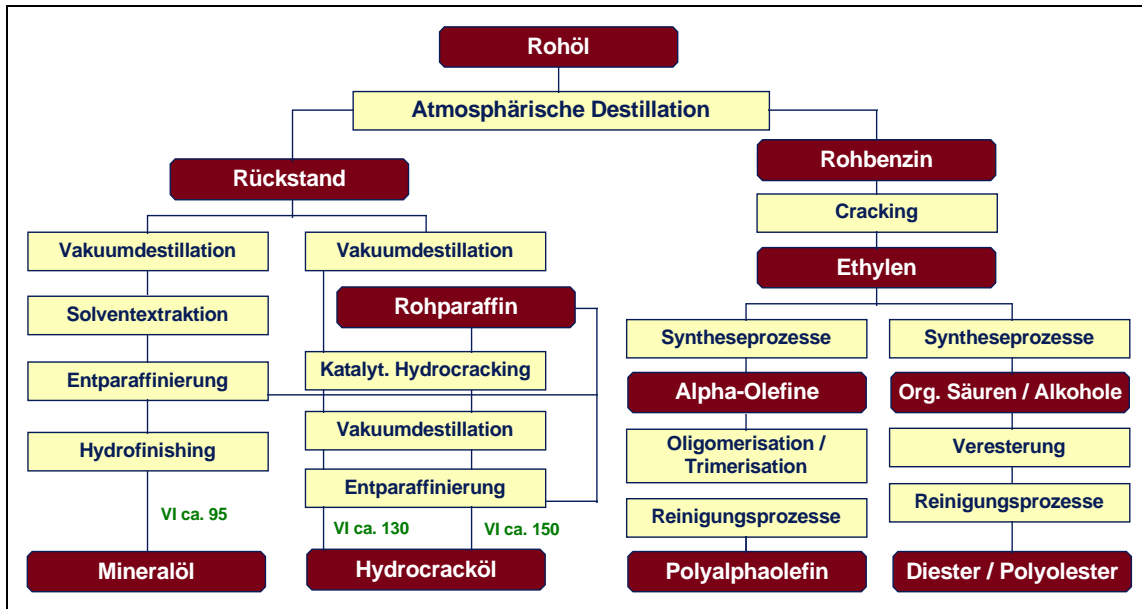 Rohöl
Atmosphärische Destillation
Rückstand
Rohbenzin
Cracking
Ethylen
Vakuumdestillation
Vakuumdestillation
Solventextraktion
Rohparaffin
Entparaffinierung
Katalyt. Hydrocracking
Hydrofinishing
Vakuumdestillation
Entparaffinierung
VI ca. 95
VI ca. 130
VI ca. 150
Mineralöl
Hydrocracköl
Syntheseprozesse
Syntheseprozesse
Alpha-Olefine
Org. Säuren / Alkohole
Oligomerisation /
Trimerisation
Veresterung
Reinigungsprozesse
Reinigungsprozesse
Polyalphaolefin
Diester / Polyolester